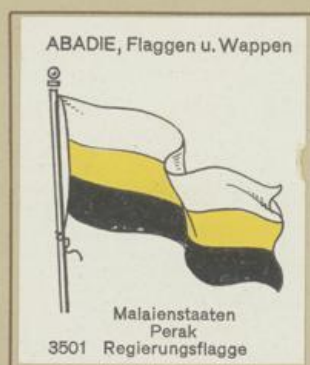 ABADIE, Flaggen u. Wappen
Malaienstaaten
Perak
3501 Regierungsflagge